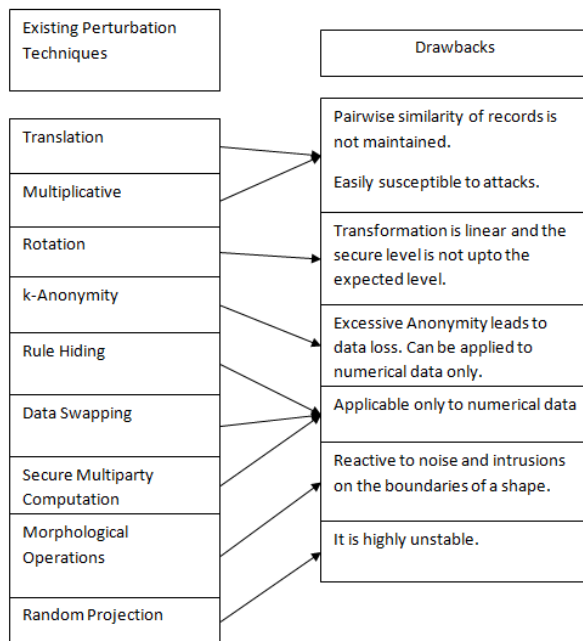 Existing Perturbation
Techniques
Drawbacks
Translation
Multiplicative
Rotation
k-Anonymity
Rule Hiding
Data Swapping
Secure Multiparty
Computation
Morphological
Operations
Random Projection
Pairwise similarity of records is
not maintained.
Easily susceptible to attacks.
Transformation is linear and the
secure level is not upto the
expected level.
Excessive Anonymity leads to
data loss. Can be applied to
numerical data only.
Applicable only to numerical data
Reactive to noise and intrusions
on the boundaries of a shape.
It is highly unstable.